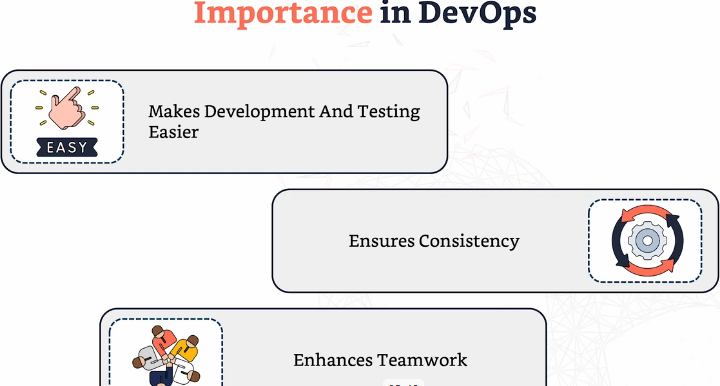 Importance in DevOps
Makes Development And Testing
Easier
EASY
Ensures Consistency
Enhances Teamwork